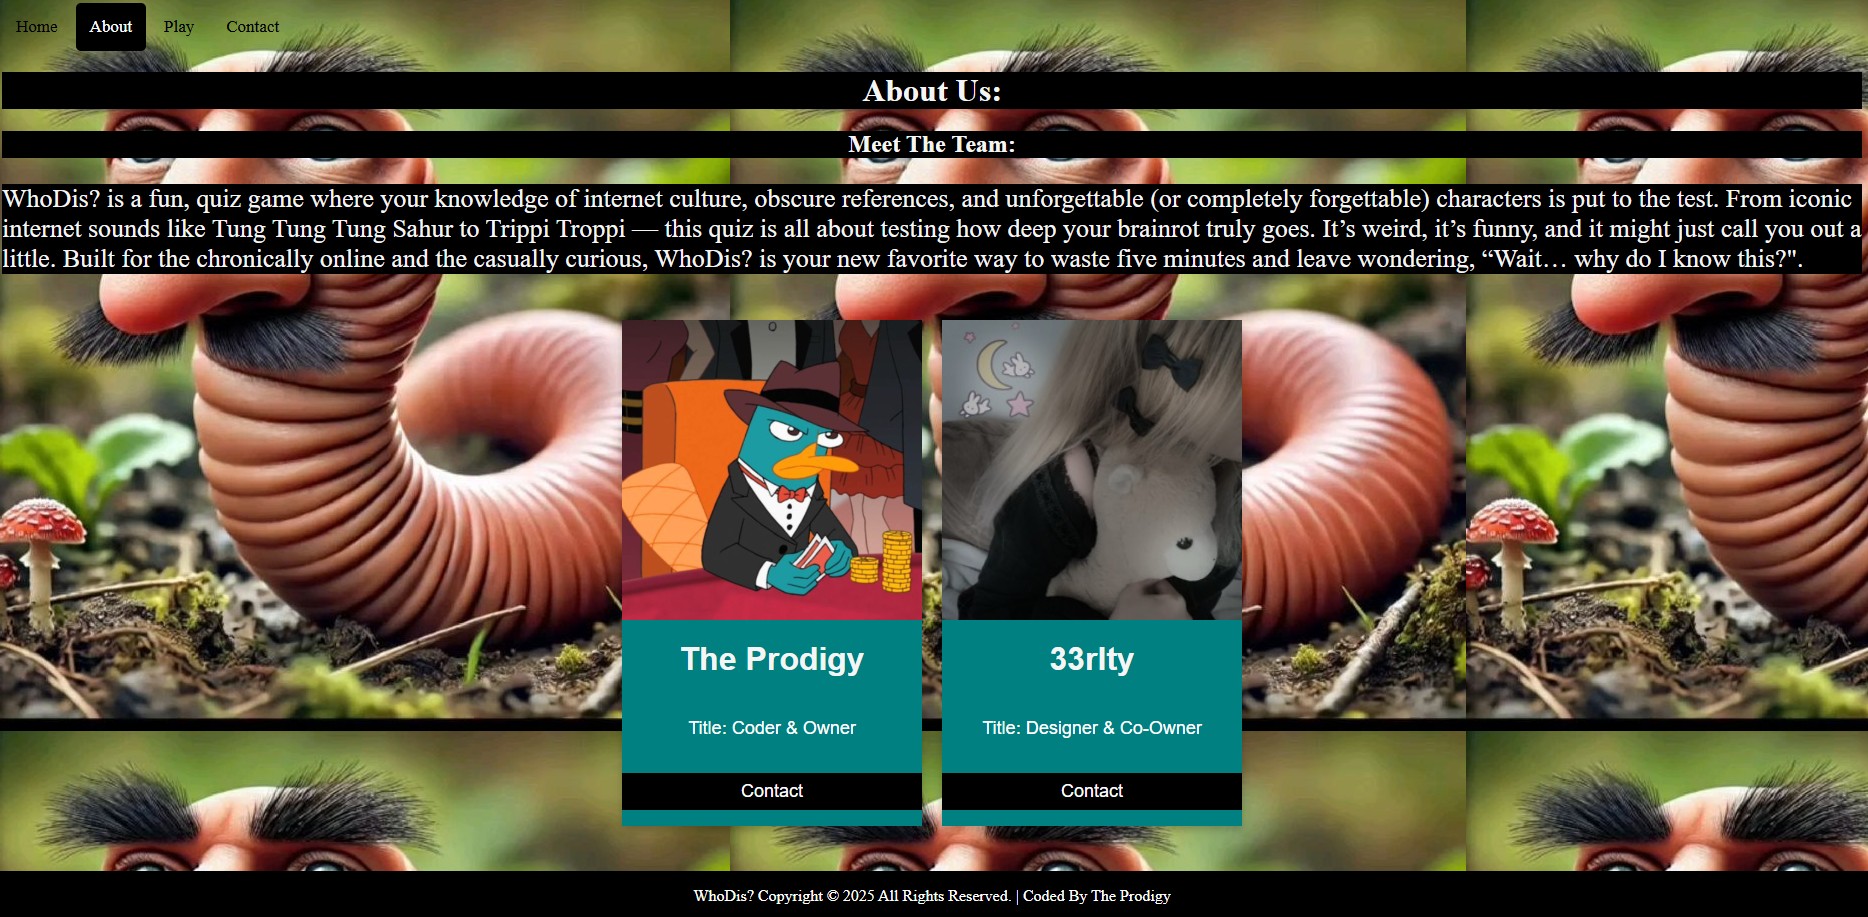 Home About Play Contact
About Us:
Meet The Team:
WhoDis? is a fun, quiz game where your knowledge of internet culture, obscure references, and unforgettable (or completely forgettable) characters is put to the test. From iconic
internet sounds like Tung Tung Tung Sahur to Trippi Troppi — this quiz is all about testing how deep your brainrot truly goes. It’s weird, it’s funny, and it might just call you out a
little. Built for the chronically online and the casually curious, WhoDis? is your new favorite way to waste five minutes and leave wondering, “Wait… why do I know this?".
The Prodigy
Title: Coder & Owner
Contact
33rlty
Title: Designer & Co-Owner
Contact
WhoDis? Copyright © 2025 All Rights Reserved. | Coded By The Prodigy